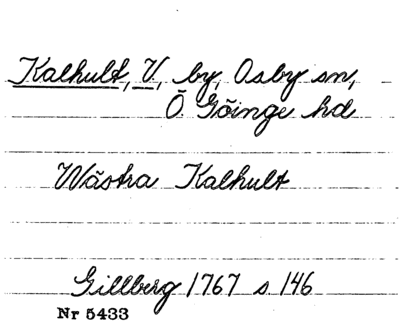 Kalhult, V, by, Osby sn,
Ö Göinge hd
Wästra Kalhult
Gillberg 1767 s 146
Nr 5433